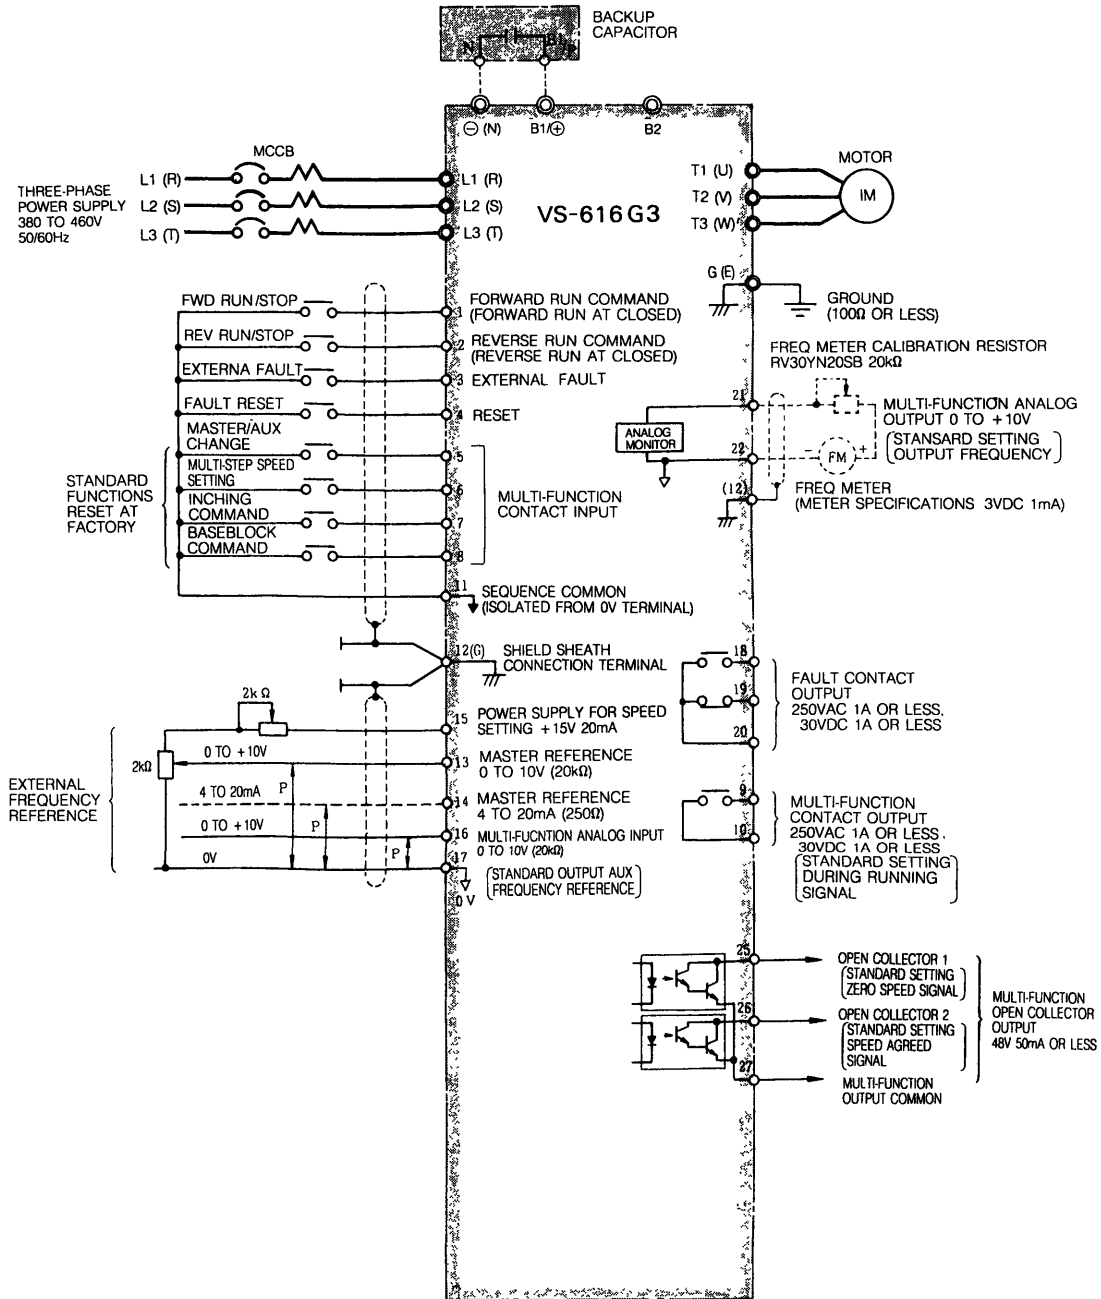 BACKUP
CAPACITOR
N
B1/P
⊖ (N)
B1/⊕
B2
MCCB
THREE-PHASE
POWER SUPPLY
380 TO 460V
50/60Hz
L1 (R)
L2 (S)
L3 (T)
L1 (R)
L2 (S)
L3 (T)
VS-616G3
T1 (U)
T2 (V)
T3 (W)
MOTOR
IM
G (E)
GROUND
(100Ω OR LESS)
FWD RUN/STOP
REV RUN/STOP
EXTERNA FAULT
FAULT RESET
MASTER/AUX
CHANGE
MULTI-STEP SPEED
SETTING
INCHING
COMMAND
BASEBLOCK
COMMAND
STANDARD
FUNCTIONS
RESET AT
FACTORY
1
FORWARD RUN COMMAND
(FORWARD RUN AT CLOSED)
2
REVERSE RUN COMMAND
(REVERSE RUN AT CLOSED)
3
EXTERNAL FAULT
4
RESET
5
6
7
8
MULTI-FUNCTION
CONTACT INPUT
11
SEQUENCE COMMON
(ISOLATED FROM 0V TERMINAL)
12(G)
SHIELD SHEATH
CONNECTION TERMINAL
FREQ METER CALIBRATION RESISTOR
RV30YN20SB 20kΩ
21
ANALOG
MONITOR
22
(12)
MULTI-FUNCTION ANALOG
OUTPUT 0 TO +10V
(STANSARD SETTING
OUTPUT FREQUENCY)
− FM +
FREQ METER
(METER SPECIFICATIONS 3VDC 1mA)
2k Ω
2kΩ
EXTERNAL
FREQUENCY
REFERENCE
0 TO +10V
4 TO 20mA
0 TO +10V
0V
P
P
P
15
POWER SUPPLY FOR SPEED
SETTING +15V 20mA
13
MASTER REFERENCE
0 TO 10V (20kΩ)
14
MASTER REFERENCE
4 TO 20mA (250Ω)
16
MULTI-FUCNTION ANALOG INPUT
0 TO 10V (20kΩ)
17
(STANDARD OUTPUT AUX
FREQUENCY REFERENCE)
0 V
18
19
20
FAULT CONTACT
OUTPUT
250VAC 1A OR LESS.
30VDC 1A OR LESS
9
10
MULTI-FUNCTION
CONTACT OUTPUT
250VAC 1A OR LESS.
30VDC 1A OR LESS
(STANDARD SETTING
DURING RUNNING
SIGNAL)
25
OPEN COLLECTOR 1
(STANDARD SETTING
ZERO SPEED SIGNAL)
26
OPEN COLLECTOR 2
(STANDARD SETTING
SPEED AGREED
SIGNAL)
27
MULTI-FUNCTION
OUTPUT COMMON
MULTI-FUNCTION
OPEN COLLECTOR
OUTPUT
48V 50mA OR LESS